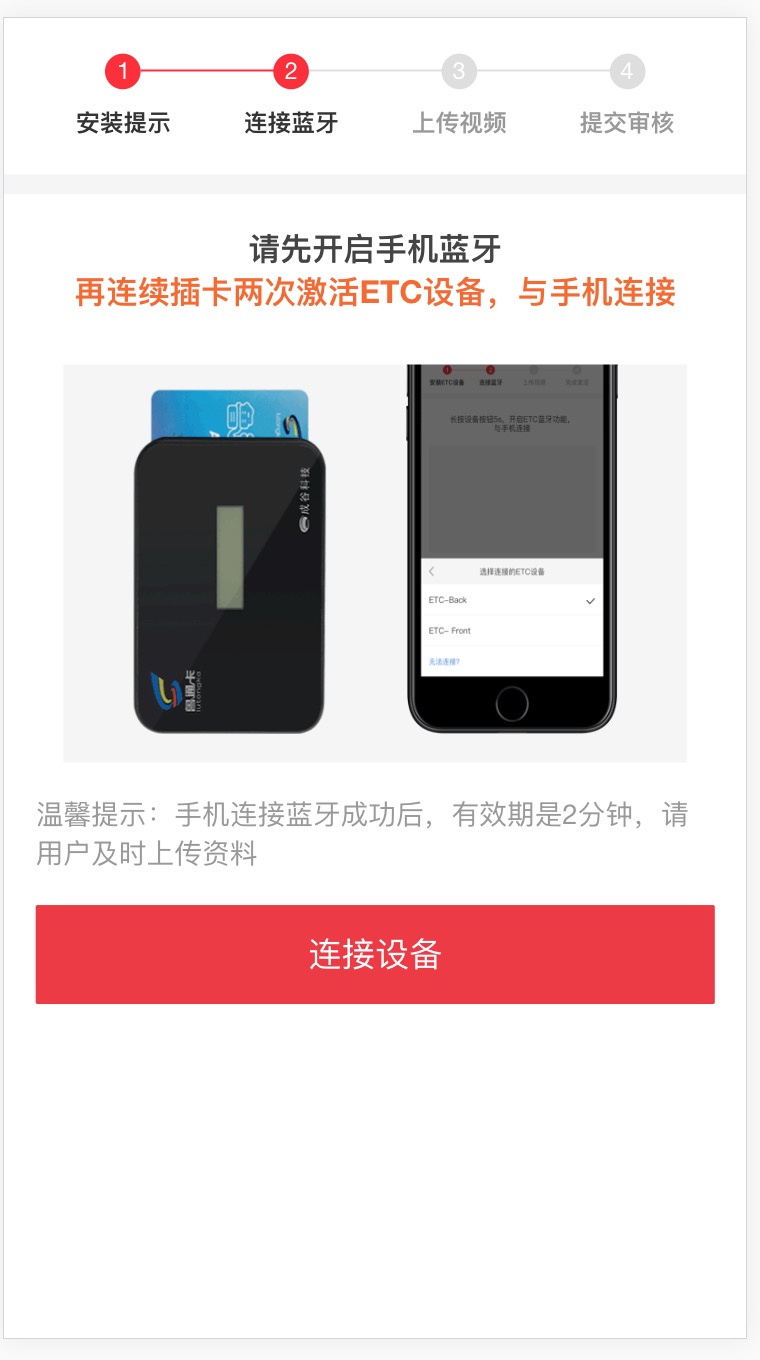 1
2
3
4
安装提示
连接蓝牙
上传视频
提交审核
请先开启手机蓝牙
再连续插卡两次激活ETC设备，与手机连接
成谷科技
粤通卡
1
2
安装ETC设备
连接蓝牙
上传视频
长按设备按钮5s，开启ETC蓝牙功能，
与手机连接
选择连接的ETC设备
ETC-Back
ETC- Front
无法连接?
温馨提示：手机连接蓝牙成功后，有效期是2分钟，请
用户及时上传资料
连接设备